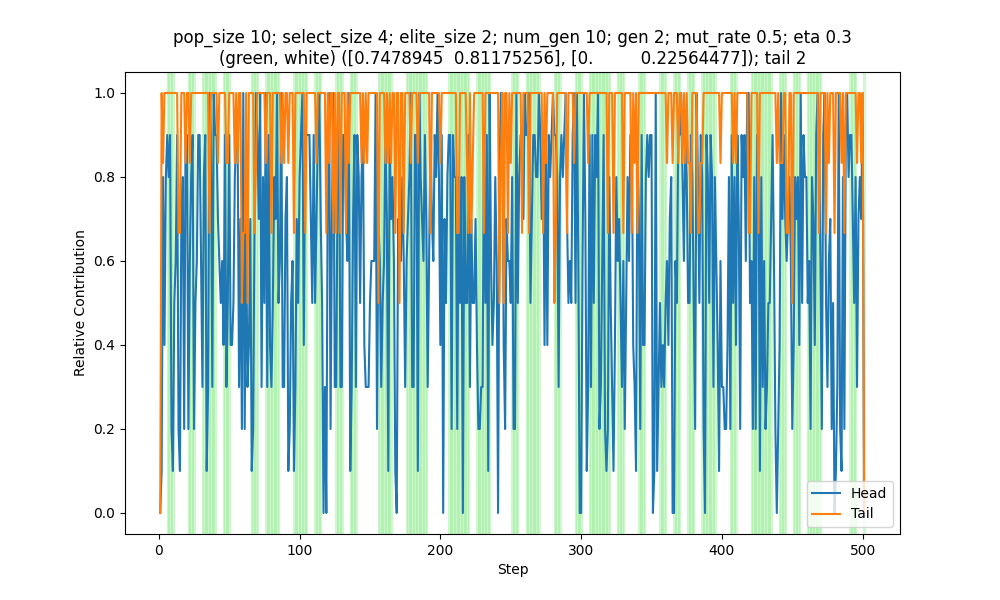 pop_size 10; select_size 4; elite_size 2; num_gen 10; gen 2; mut_rate 0.5; eta 0.3
(green, white) ([0.7478945  0.81175256], [0.         0.22564477]); tail 2
1.0
0.8
0.6
0.4
0.2
0.0
Relative Contribution
Head
Tail
0
100
200
300
400
500
Step